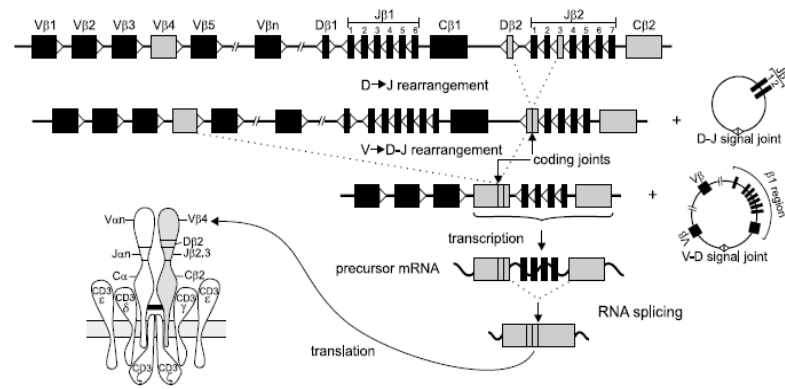 Vβ1 Vβ2 Vβ3 Vβ4 Vβ5 Vβn Dβ1 Jβ1 Cβ1 Dβ2 Jβ2 Cβ2
1 2 3 4 5 6 1 2 3 4 5 6 7
D→J rearrangement
Jβ2
1 2
+
D-J signal joint
V→D-J rearrangement
coding joints
+
Vβ
β1 region
Vβ
V-D signal joint
transcription
precursor mRNA
RNA splicing
translation
Vαn Vβ4
Dβ2
Jαn Jβ2.3
Cα Cβ2
CD3 ε CD3 δ CD3 γ CD3 ε
CD3 ζ CD3 ζ